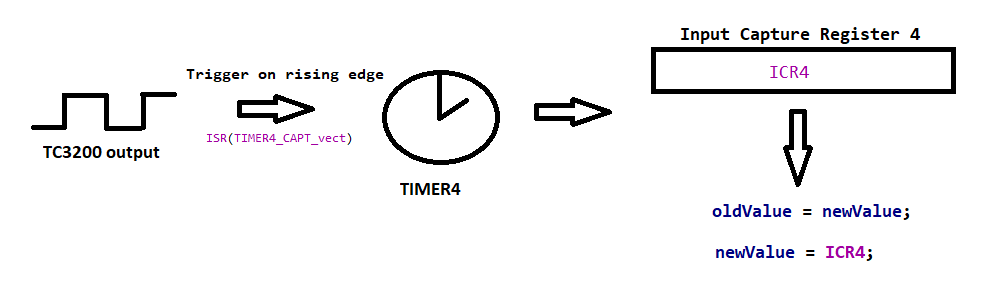 Input Capture Register 4
Trigger on rising edge
ICR4
ISR(TIMER4_CAPT_vect)
TC3200 output
TIMER4
oldValue = newValue;
newValue = ICR4;